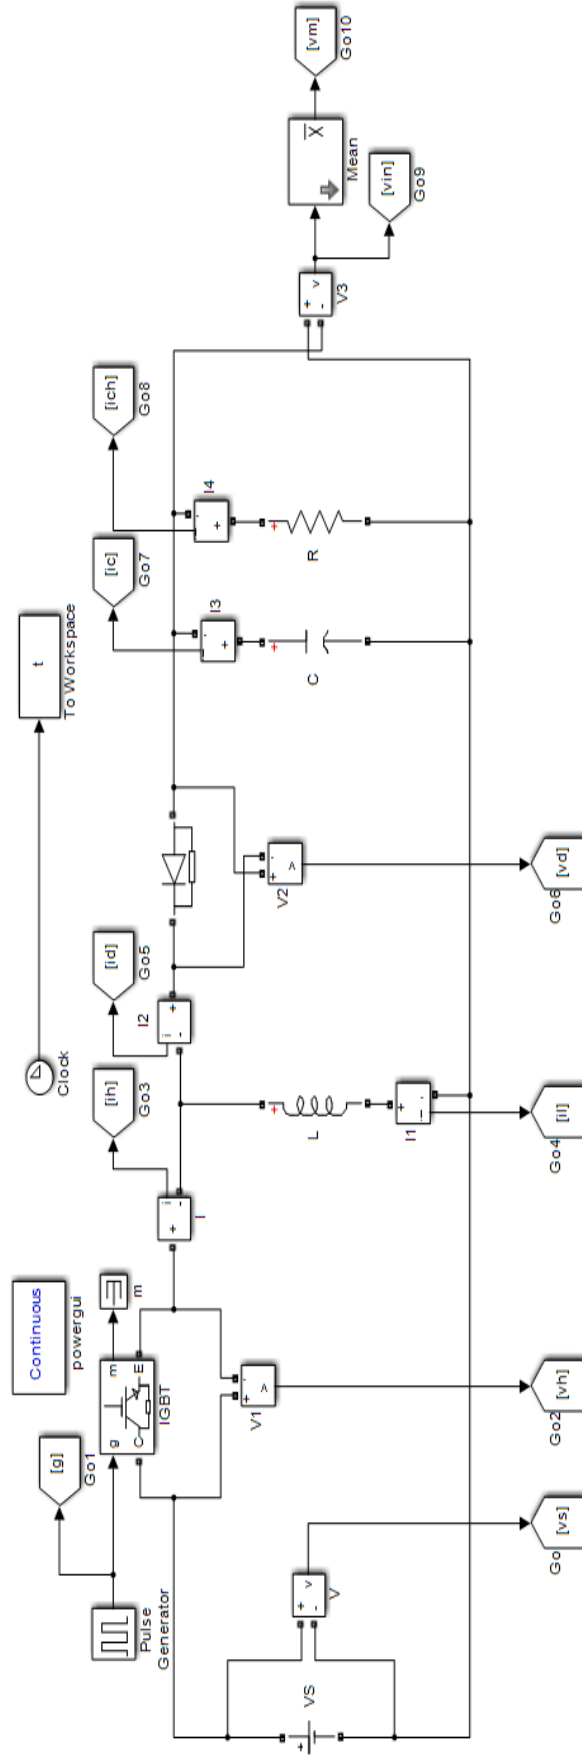 [g]
Go1
Pulse
Generator
g
m
C
E
IGBT
m
Continuous
powergui
Clock
t
To Workspace
VS
+
+
-
v
V
Go
[vs]
+
-
V1
Go2
[vh]
+
i
-
I
[ih]
Go3
+
L
+
i
-
I1
Go4
[il]
i
+
-
I2
[id]
Go5
+
-
V2
Go6
[vd]
[ic]
Go7
+
I3
+
C
[ich]
Go8
+
I4
+
R
+
v
-
V3
[vin]
Go9
X
Mean
[vm]
Go10